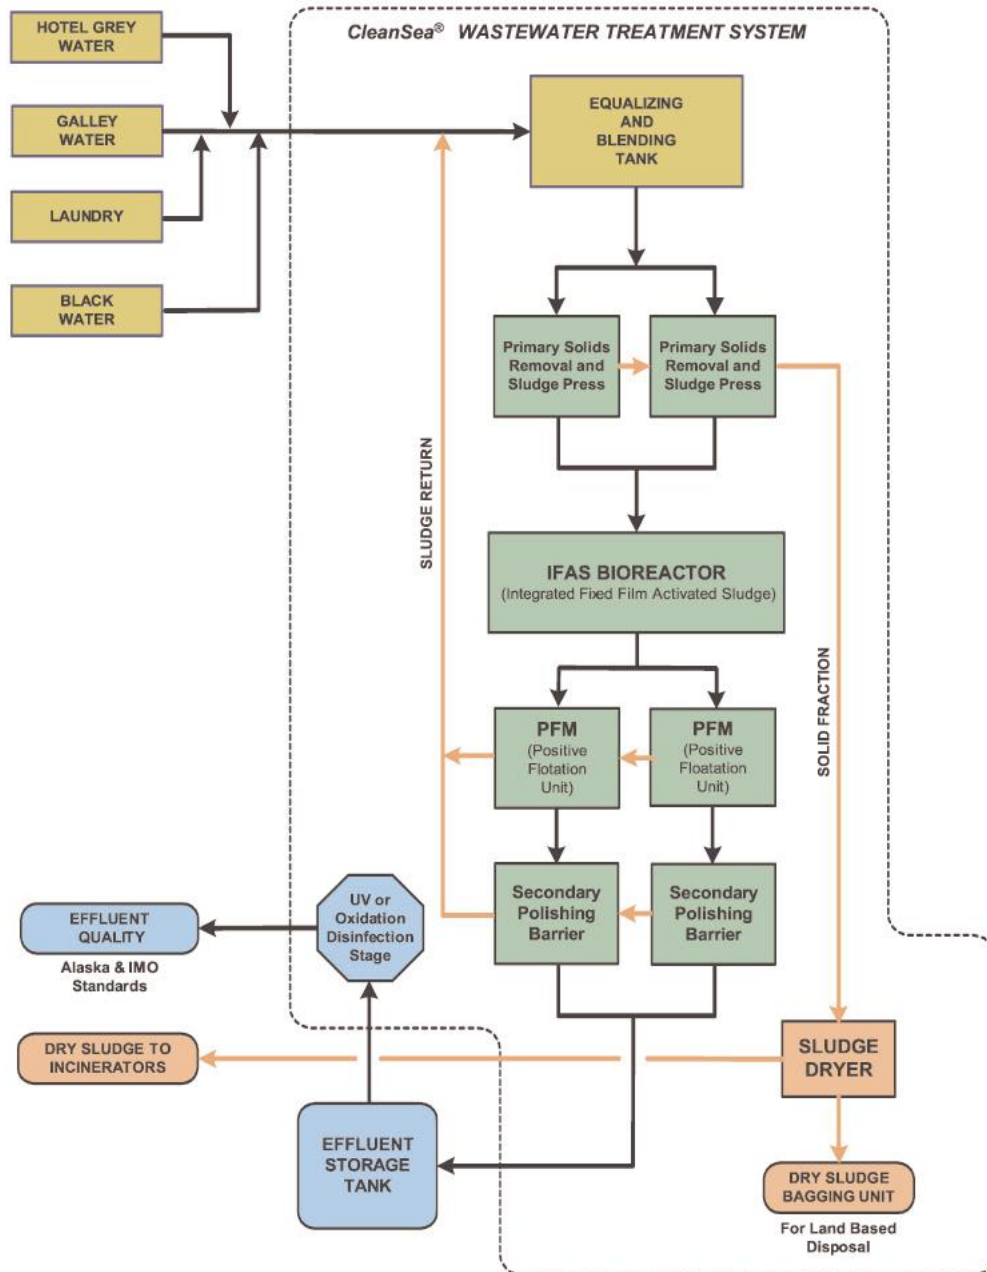 CleanSea® WASTEWATER TREATMENT SYSTEM
HOTEL GREY
WATER
GALLEY
WATER
LAUNDRY
BLACK
WATER
EQUALIZING
AND
BLENDING
TANK
Primary Solids
Removal and
Sludge Press
Primary Solids
Removal and
Sludge Press
SLUDGE RETURN
IFAS BIOREACTOR
(Integrated Fixed Film Activated Sludge)
SOLID FRACTION
PFM
(Positive
Flotation
Unit)
PFM
(Positive
Floatation
Unit)
Secondary
Polishing
Barrier
Secondary
Polishing
Barrier
UV or
Oxidation
Disinfection
Stage
EFFLUENT
QUALITY
Alaska & IMO
Standards
DRY SLUDGE TO
INCINERATORS
SLUDGE
DRYER
EFFLUENT
STORAGE
TANK
DRY SLUDGE
BAGGING UNIT
For Land Based
Disposal